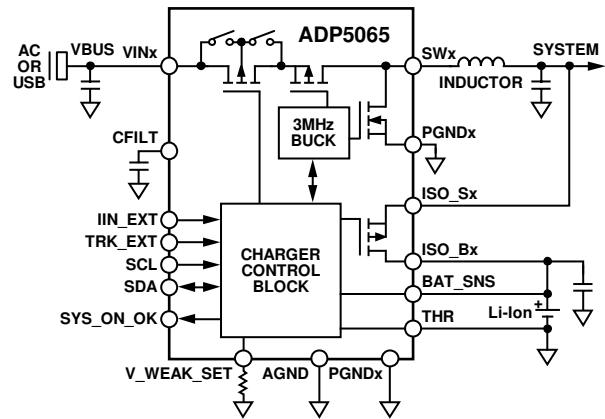 ADP5065
AC
OR
USB
VBUS
VINx
SWx
SYSTEM
INDUCTOR
3MHz
BUCK
PGNDx
CFILT
ISO_Sx
IIN_EXT
TRK_EXT
SCL
SDA
SYS_ON_OK
CHARGER
CONTROL
BLOCK
ISO_Bx
BAT_SNS
Li-Ion
+
THR
V_WEAK_SET
AGND
PGNDx